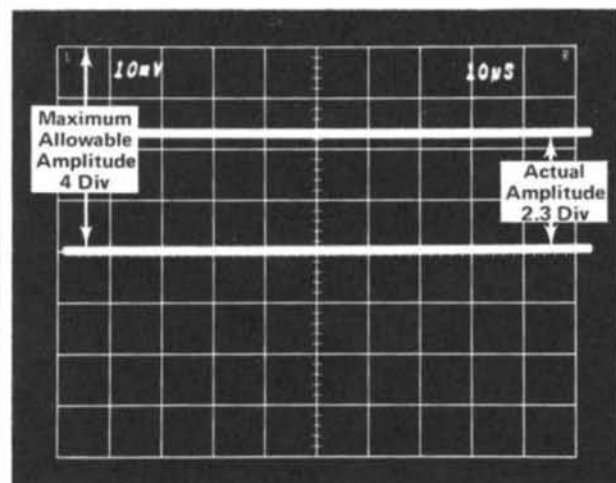 10mV
10µS
Maximum
Allowable
Amplitude
4 Div
Actual
Amplitude
2.3 Div